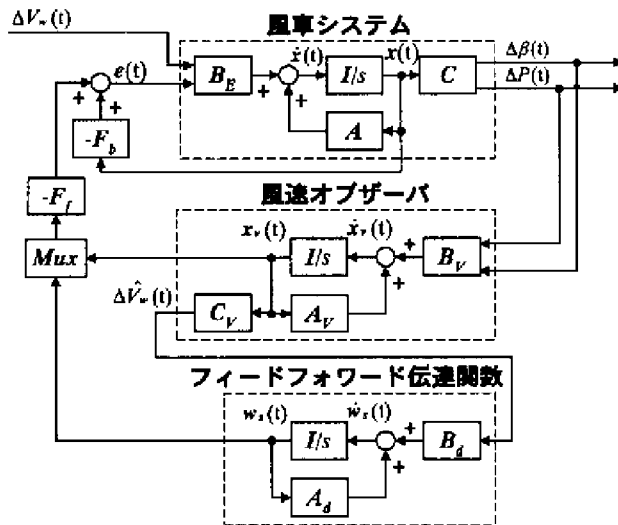 風車システム
ΔV_w(t)
e(t)
B_E
ẋ(t)
I/s
x(t)
C
Δβ(t)
ΔP(t)
+
+
+
+
A
-F_b
-F_f
Mux
風速オブザーバ
x_v(t)
I/s
ẋ_v(t)
+
B_V
+
ΔV̂_w(t)
C_V
A_V
フィードフォワード伝達関数
w_s(t)
I/s
ẇ_s(t)
+
B_d
+
A_d